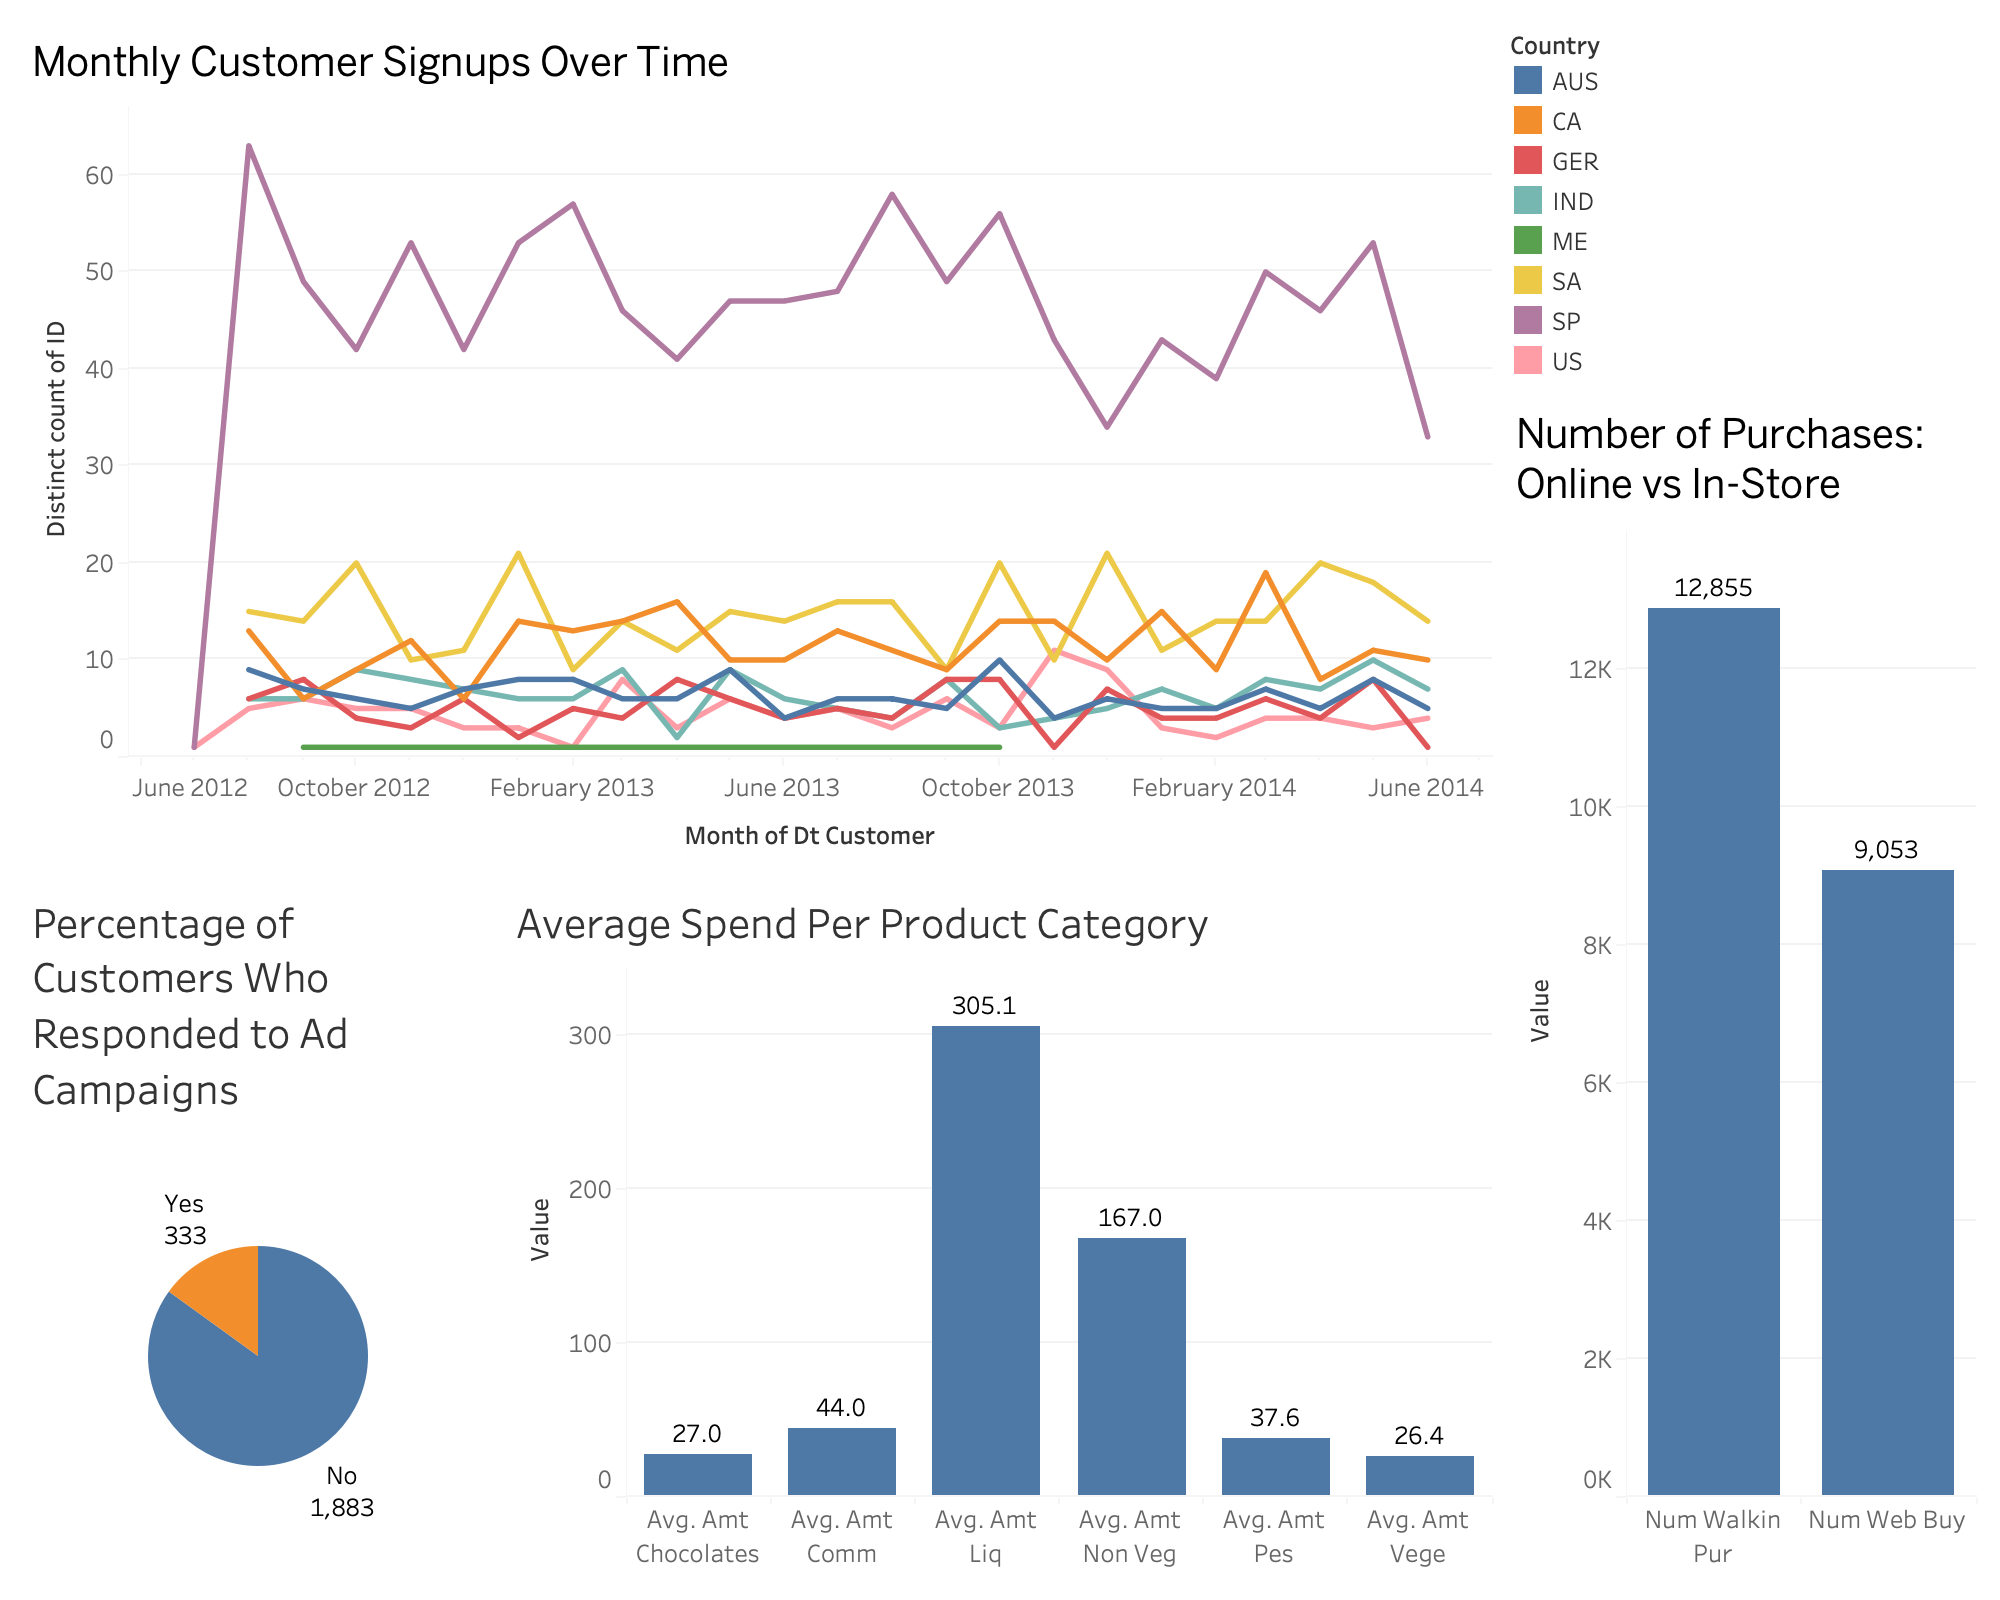 Monthly Customer Signups Over Time
60
50
40
30
20
10
0
Distinct count of ID
June 2012
October 2012
February 2013
June 2013
October 2013
February 2014
June 2014
Month of Dt Customer
Country
AUS
CA
GER
IND
ME
SA
SP
US
Number of Purchases:
Online vs In-Store
12K
10K
8K
6K
4K
2K
0K
Value
12,855
9,053
Num Walkin
Pur
Num Web Buy
Percentage of
Customers Who
Responded to Ad
Campaigns
Yes
333
No
1,883
Average Spend Per Product Category
300
200
100
0
Value
27.0
44.0
305.1
167.0
37.6
26.4
Avg. Amt
Chocolates
Avg. Amt
Comm
Avg. Amt
Liq
Avg. Amt
Non Veg
Avg. Amt
Pes
Avg. Amt
Vege